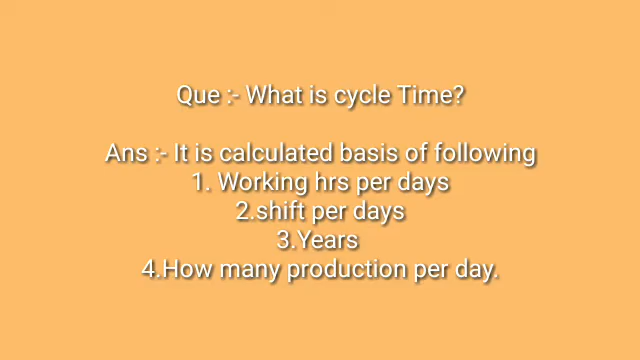 Que :- What is cycle Time?
Ans :- It is calculated basis of following
1. Working hrs per days
2.shift per days
3.Years
4.How many production per day.